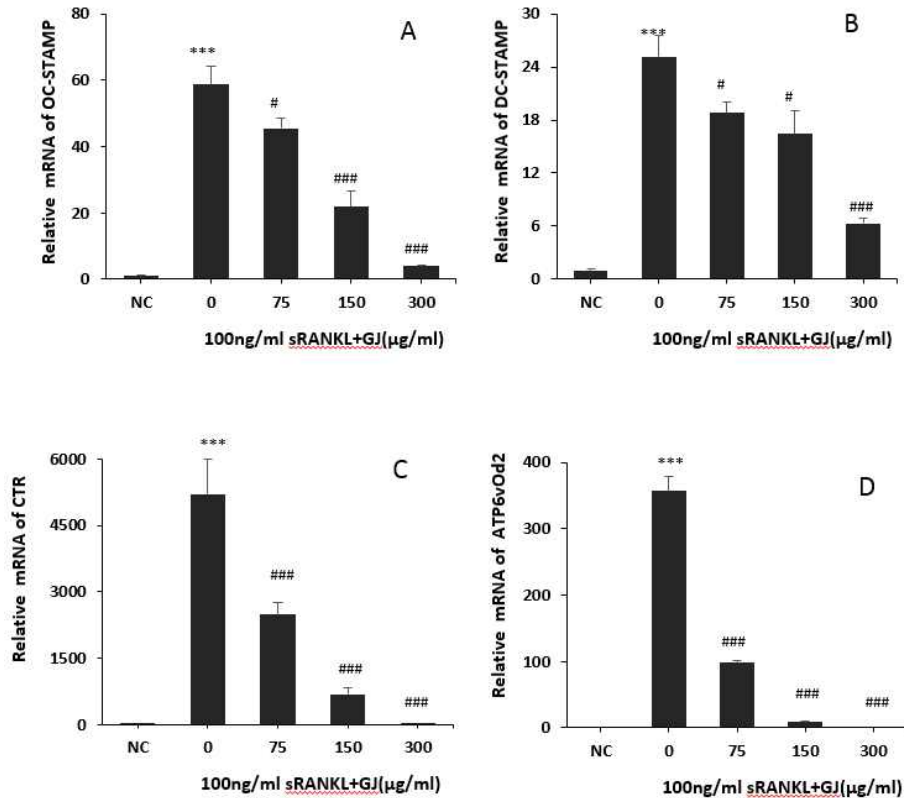 A
Relative mRNA of OC-STAMP
80
60
40
20
0
***
#
###
###
NC 0 75 150 300
100ng/ml sRANKL+GJ(µg/ml)
B
Relative mRNA of DC-STAMP
30
24
18
12
6
0
***
#
#
###
NC 0 75 150 300
100ng/ml sRANKL+GJ(µg/ml)
C
Relative mRNA of CTR
6000
4500
3000
1500
0
***
###
###
###
NC 0 75 150 300
100ng/ml sRANKL+GJ(µg/ml)
D
Relative mRNA of ATP6vOd2
400
300
200
100
0
***
###
###
###
NC 0 75 150 300
100ng/ml sRANKL+GJ(µg/ml)